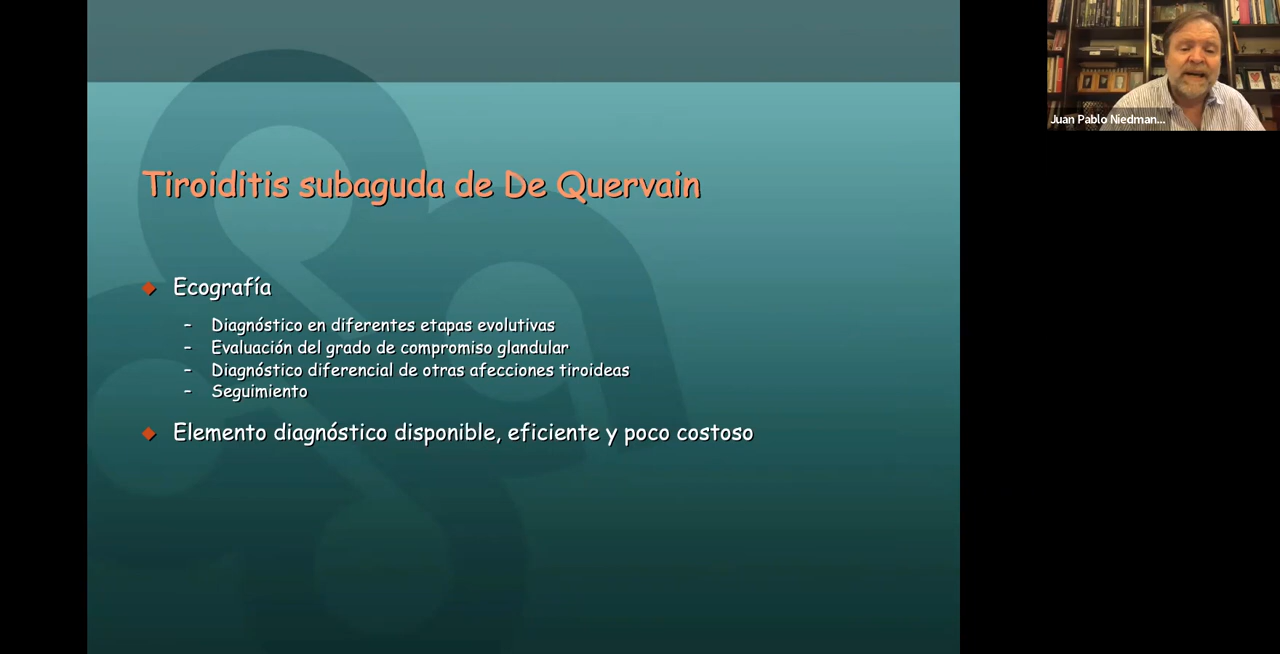 Tiroiditis subaguda de De Quervain
Ecografía
- Diagnóstico en diferentes etapas evolutivas
- Evaluación del grado de compromiso glandular
- Diagnóstico diferencial de otras afecciones tiroideas
- Seguimiento
Elemento diagnóstico disponible, eficiente y poco costoso
Juan Pablo Niedman...